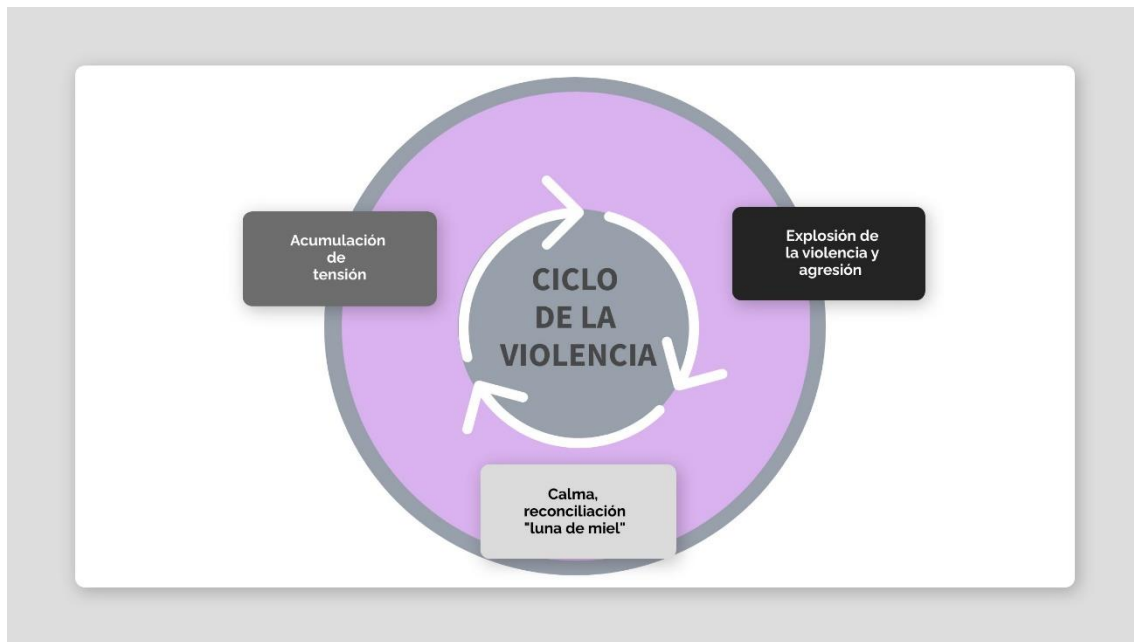 Acumulación
de
tensión
Explosión de
la violencia y
agresión
CICLO
DE LA
VIOLENCIA
Calma,
reconciliación
"luna de miel"